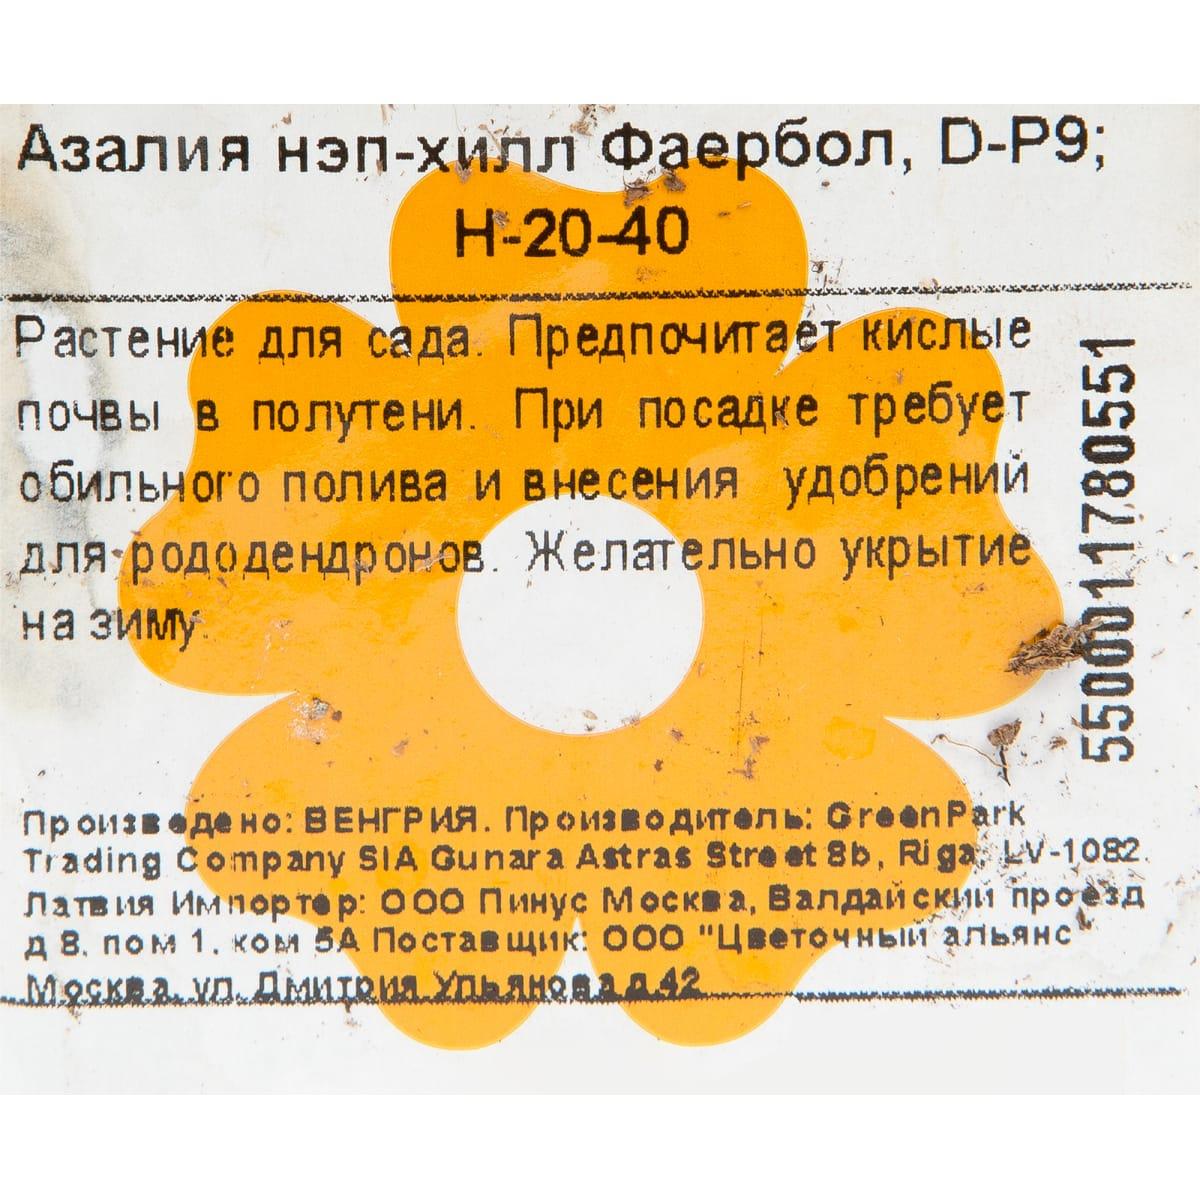 Азалия нэп-хилл Фаербол, D-P9;
H-20-40
Растение для сада. Предпочитает кислые
почвы в полутени. При посадке требует
обильного полива и внесения удобрений
для рододендронов. Желательно укрытие
на зиму.
5500011780551
Произведено: ВЕНГРИЯ. Производитель: GreenPark
Trading Company SIA Gunara Astras Street 8b, Riga, LV-1082.
Латвия Импортер: ООО Пинус Москва, Валдайский проезд
д 8, пом 1, ком 5А Поставщик: ООО "Цветочный альянс"
Москва, ул. Дмитрия Ульянова д.42